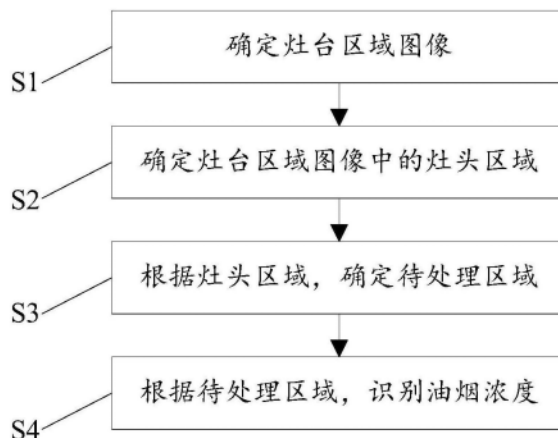 确定灶台区域图像
S1
确定灶台区域图像中的灶头区域
S2
根据灶头区域，确定待处理区域
S3
根据待处理区域，识别油烟浓度
S4